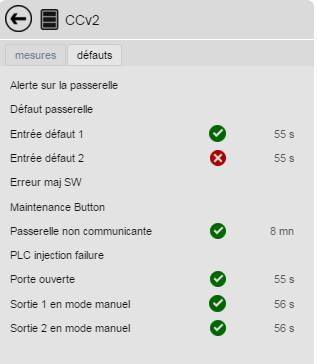 CCv2
mesures défauts
Alerte sur la passerelle
Défaut passerelle
Entrée défaut 1 55 s
Entrée défaut 2 55 s
Erreur maj SW
Maintenance Button
Passerelle non communicante 8 mn
PLC injection failure
Porte ouverte 55 s
Sortie 1 en mode manuel 56 s
Sortie 2 en mode manuel 56 s